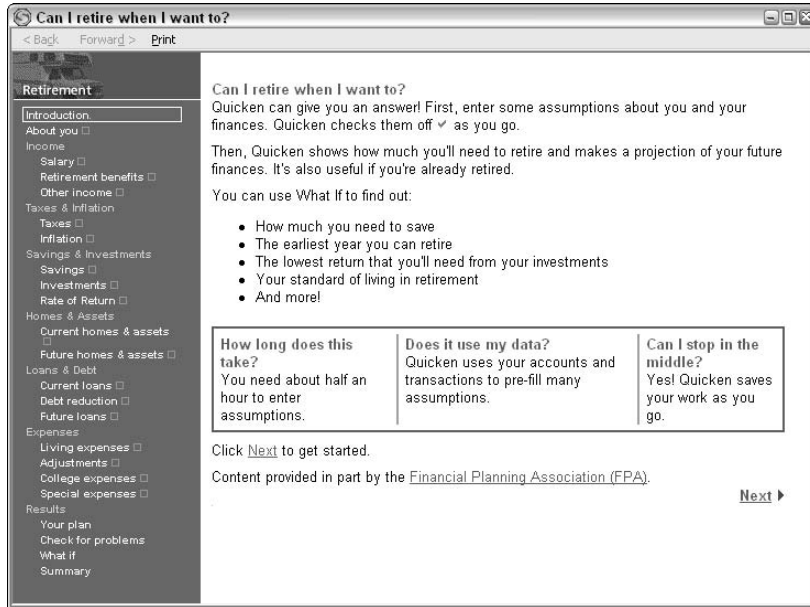 Can I retire when I want to?
< Back Forward > Print
Retirement
Introduction.
About you
Income
Salary
Retirement benefits
Other income
Taxes & Inflation
Taxes
Inflation
Savings & Investments
Savings
Investments
Rate of Return
Homes & Assets
Current homes & assets
Future homes & assets
Loans & Debt
Current loans
Debt reduction
Future loans
Expenses
Living expenses
Adjustments
College expenses
Special expenses
Results
Your plan
Check for problems
What if
Summary
Can I retire when I want to?
Quicken can give you an answer! First, enter some assumptions about you and your
finances. Quicken checks them off ✓ as you go.
Then, Quicken shows how much you'll need to retire and makes a projection of your future
finances. It's also useful if you're already retired.
You can use What If to find out:
• How much you need to save
• The earliest year you can retire
• The lowest return that you'll need from your investments
• Your standard of living in retirement
• And more!
How long does this
take?
You need about half an
hour to enter
assumptions.
Does it use my data?
Quicken uses your accounts and
transactions to pre-fill many
assumptions.
Can I stop in the
middle?
Yes! Quicken saves
your work as you
go.
Click Next to get started.
Content provided in part by the Financial Planning Association (FPA).
Next